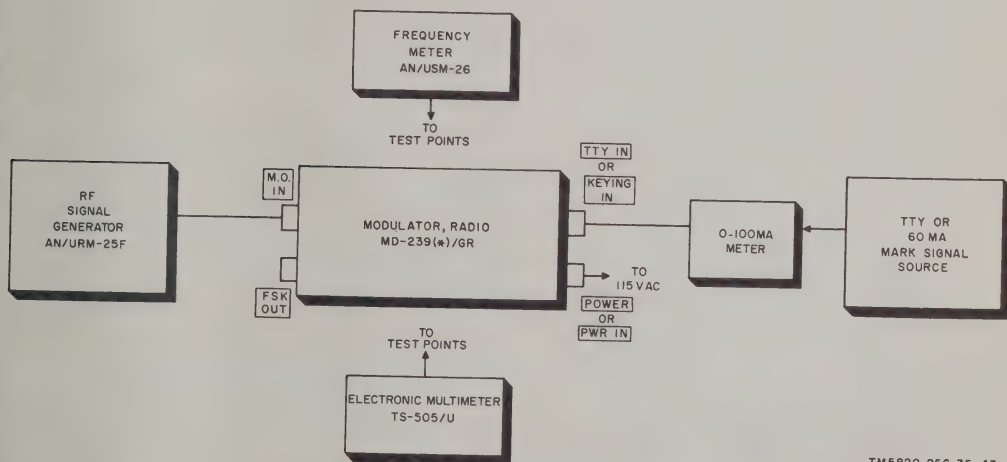 FREQUENCY
METER
AN/USM-26
TO
TEST POINTS
RF
SIGNAL
GENERATOR
AN/URM-25F
M.O.
IN
FSK
OUT
MODULATOR, RADIO
MD-239(*)/GR
TTY IN
OR
KEYING
IN
TO
115 VAC
POWER
OR
PWR IN
0-100MA
METER
TTY OR
60 MA
MARK SIGNAL
SOURCE
TO
TEST POINTS
ELECTRONIC MULTIMETER
TS-505/U